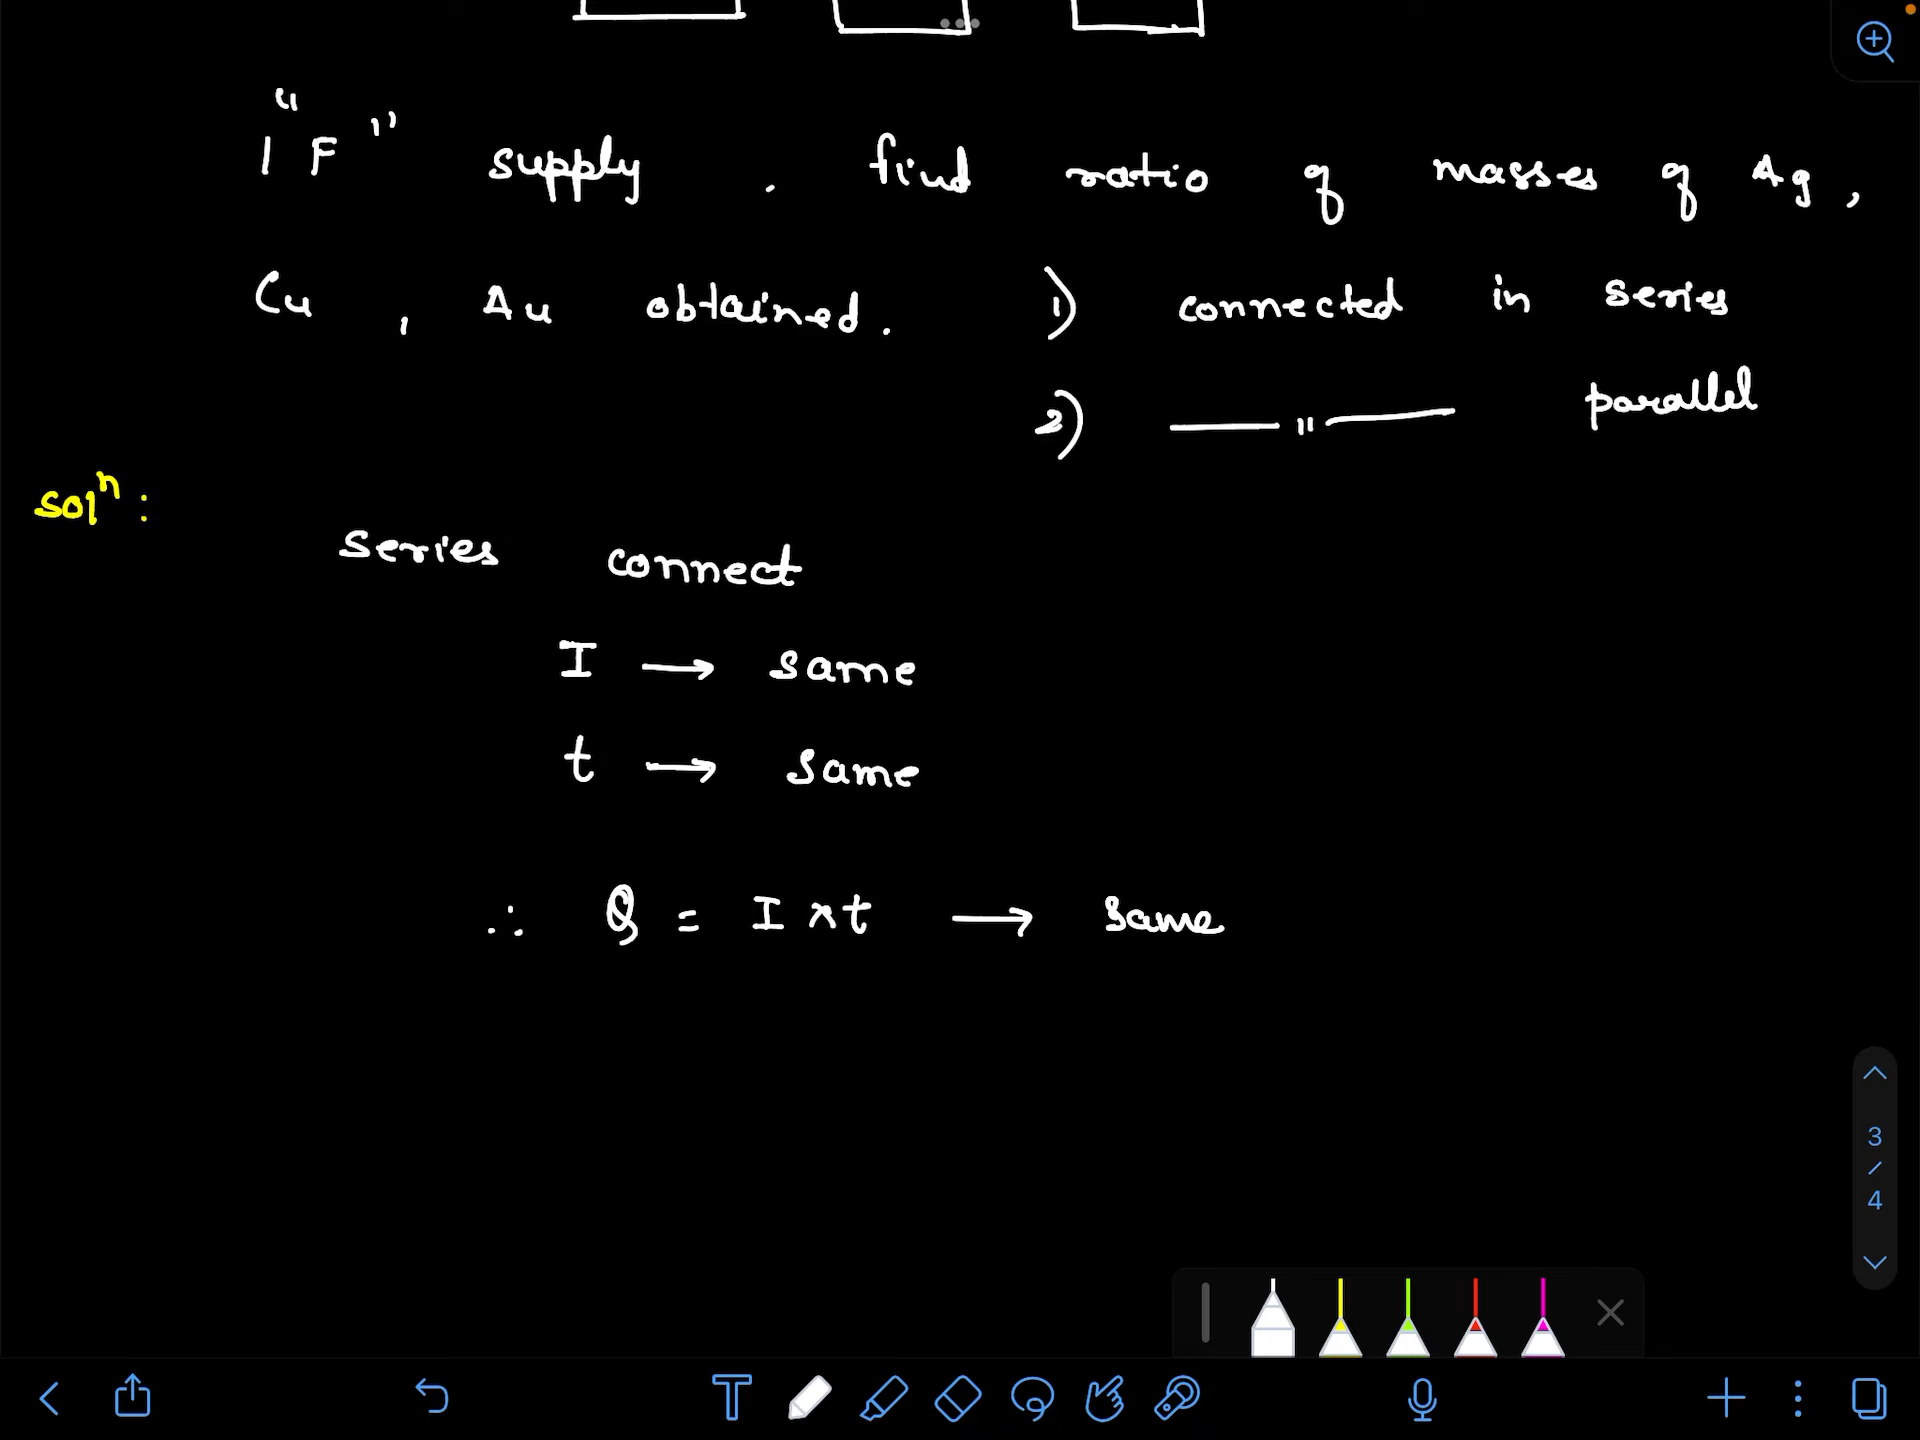 "1 F" supply . find ratio of masses of Ag,
Cu , Au obtained. 1) connected in series
2) —— " —— parallel
Solⁿ :
Series connect
I → same
t → same
∴ Q = I × t → same
3
/
4
T